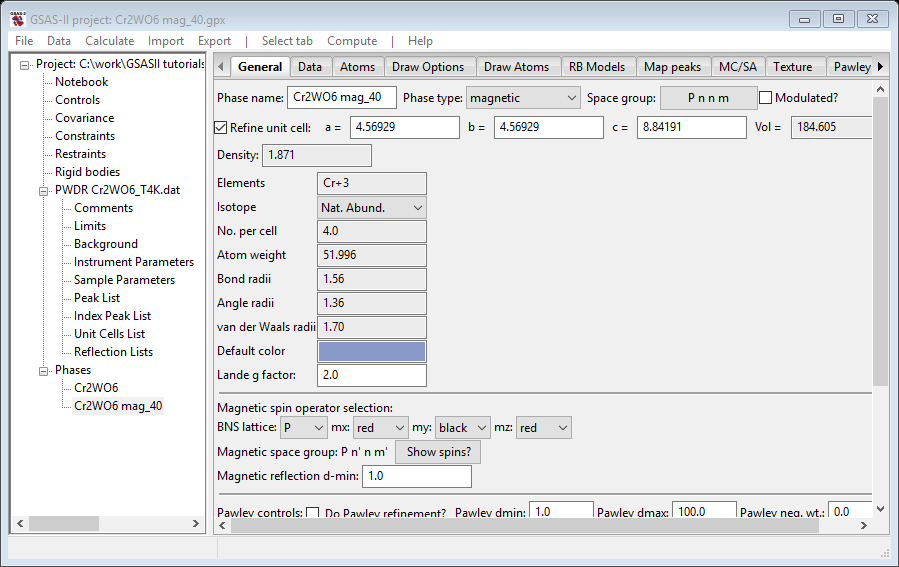 GSAS-II project: Cr2WO6 mag_40.gpx
File Data Calculate Import Export | Select tab Compute | Help
Project: C:\work\GSASII tutorials
Notebook
Controls
Covariance
Constraints
Restraints
Rigid bodies
PWDR Cr2WO6_T4K.dat
Comments
Limits
Background
Instrument Parameters
Sample Parameters
Peak List
Index Peak List
Unit Cells List
Reflection Lists
Phases
Cr2WO6
Cr2WO6 mag_40
General Data Atoms Draw Options Draw Atoms RB Models Map peaks MC/SA Texture Pawley
Phase name: Cr2WO6 mag_40 Phase type: magnetic Space group: P n n m Modulated?
Refine unit cell: a = 4.56929 b = 4.56929 c = 8.84191 Vol = 184.605
Density: 1.871
Elements Cr+3
Isotope Nat. Abund.
No. per cell 4.0
Atom weight 51.996
Bond radii 1.56
Angle radii 1.36
van der Waals radii 1.70
Default color
Lande g factor: 2.0
Magnetic spin operator selection:
BNS lattice: P mx: red my: black mz: red
Magnetic space group: P n' n m' Show spins?
Magnetic reflection d-min: 1.0
Pawley controls: Do Pawley refinement? Pawley dmin: 1.0 Pawley dmax: 100.0 Pawley neg. wt.: 0.0